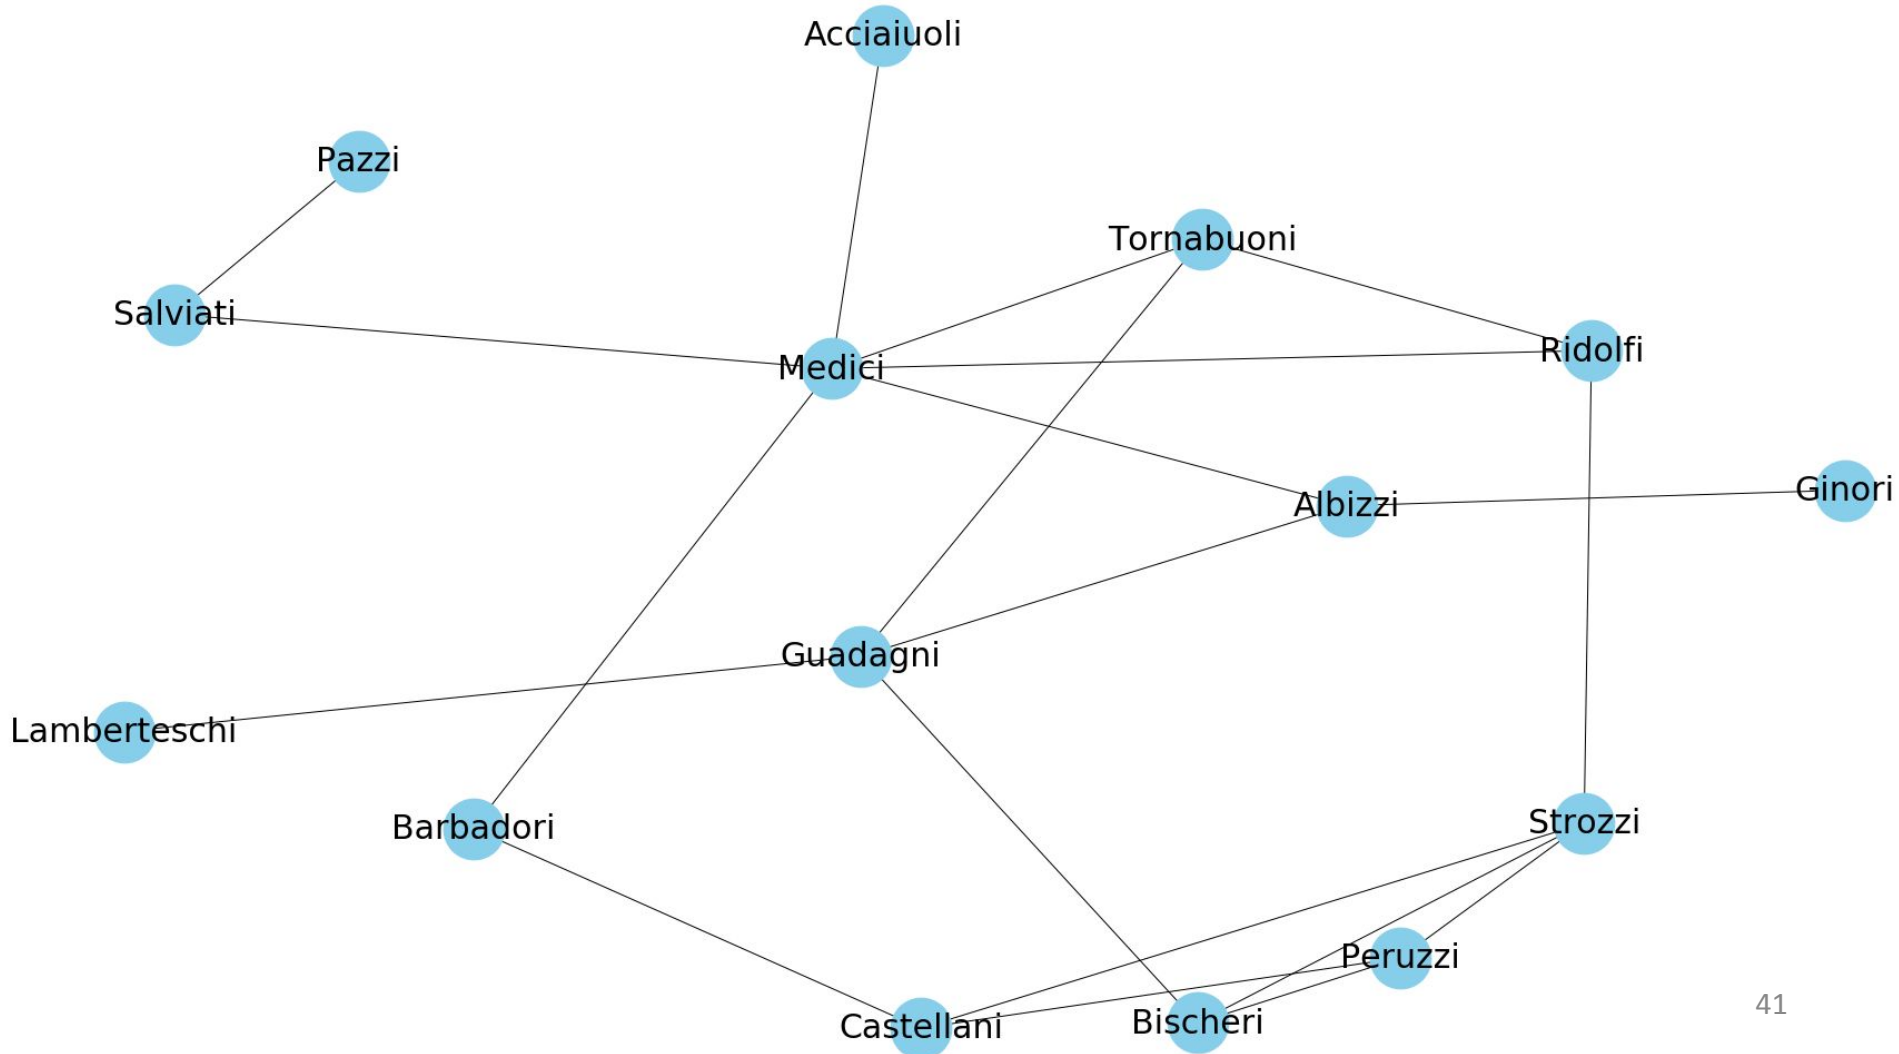 Acciaiuoli
Pazzi
Tornabuoni
Salviati
Medici
Ridolfi
Albizzi
Ginori
Guadagni
Lamberteschi
Barbadori
Strozzi
Peruzzi
Castellani
Bischeri
41